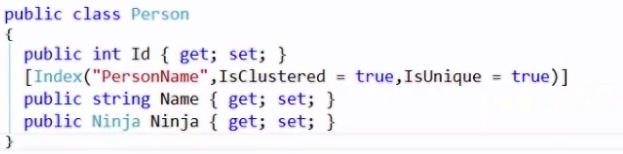 public class Person
{
public int Id { get; set; }
[Index("PersonName",IsClustered = true,IsUnique = true)]
public string Name { get; set; }
public Ninja Ninja { get; set; }
}